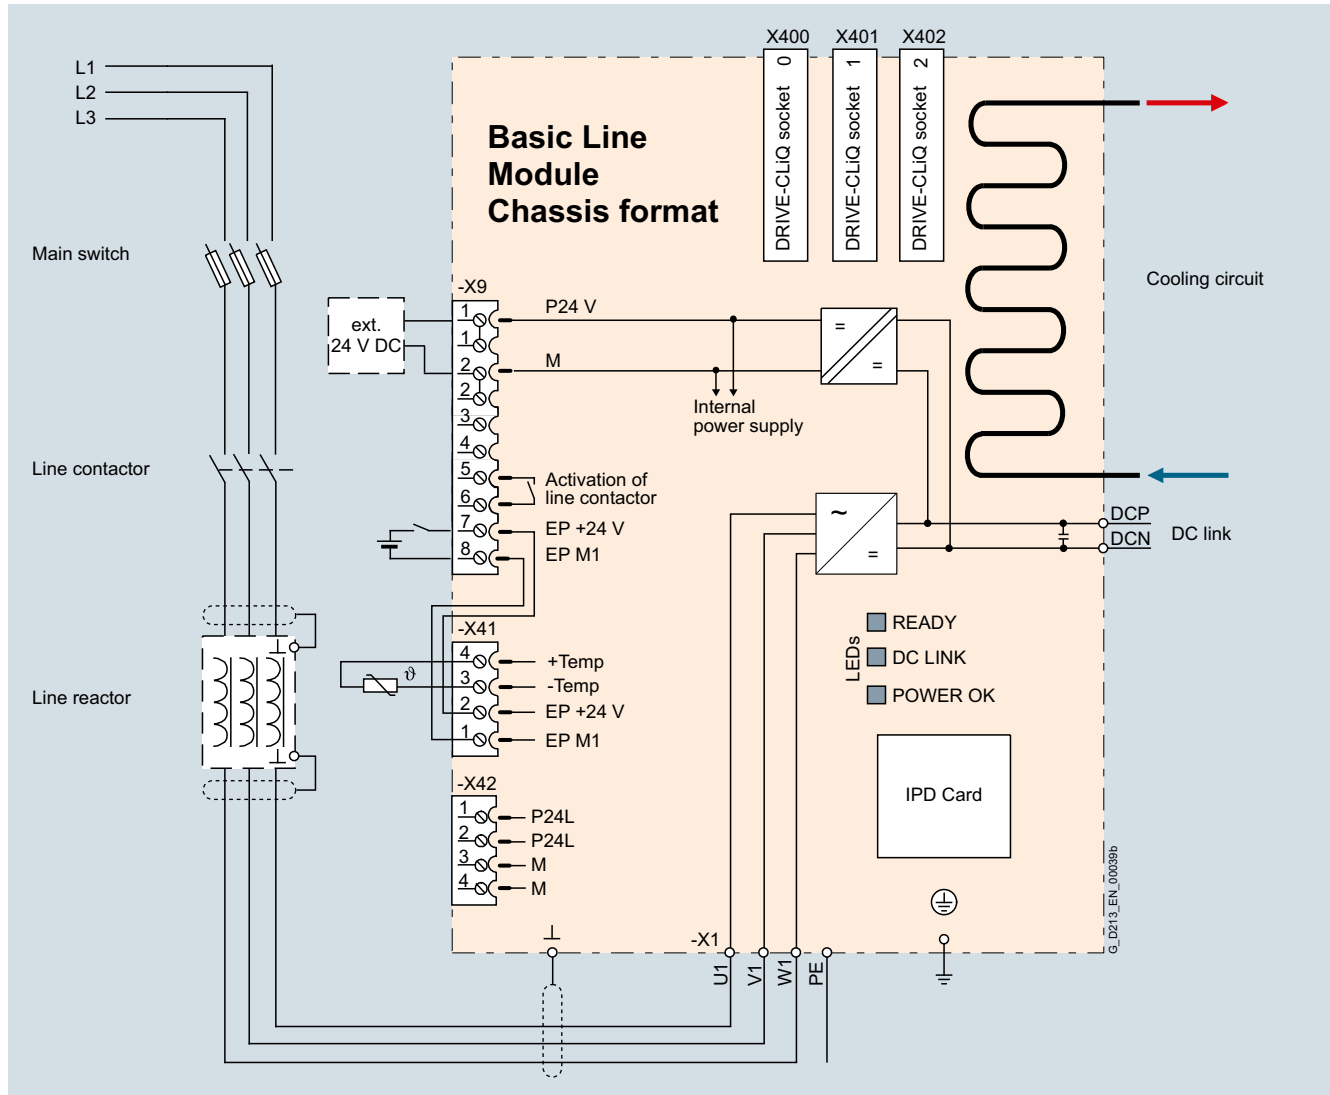 X400 X401 X402
L1
L2
L3
DRIVE-CLiQ socket 0
DRIVE-CLiQ socket 1
DRIVE-CLiQ socket 2
Basic Line
Module
Chassis format
Main switch
Cooling circuit
-X9
ext.
24 V DC
1
1
2
2
3
4
5
6
7
8
P24 V
M
=
=
Internal
power supply
Line contactor
Activation of
line contactor
EP +24 V
EP M1
~
=
DCP
DCN
DC link
LEDs
READY
DC LINK
POWER OK
-X41
4
3
2
1
+Temp
-Temp
EP +24 V
EP M1
ϑ
Line reactor
IPD Card
-X42
1
2
3
4
P24L
P24L
M
M
-X1
U1
V1
W1
PE
G_D213_EN_00039b